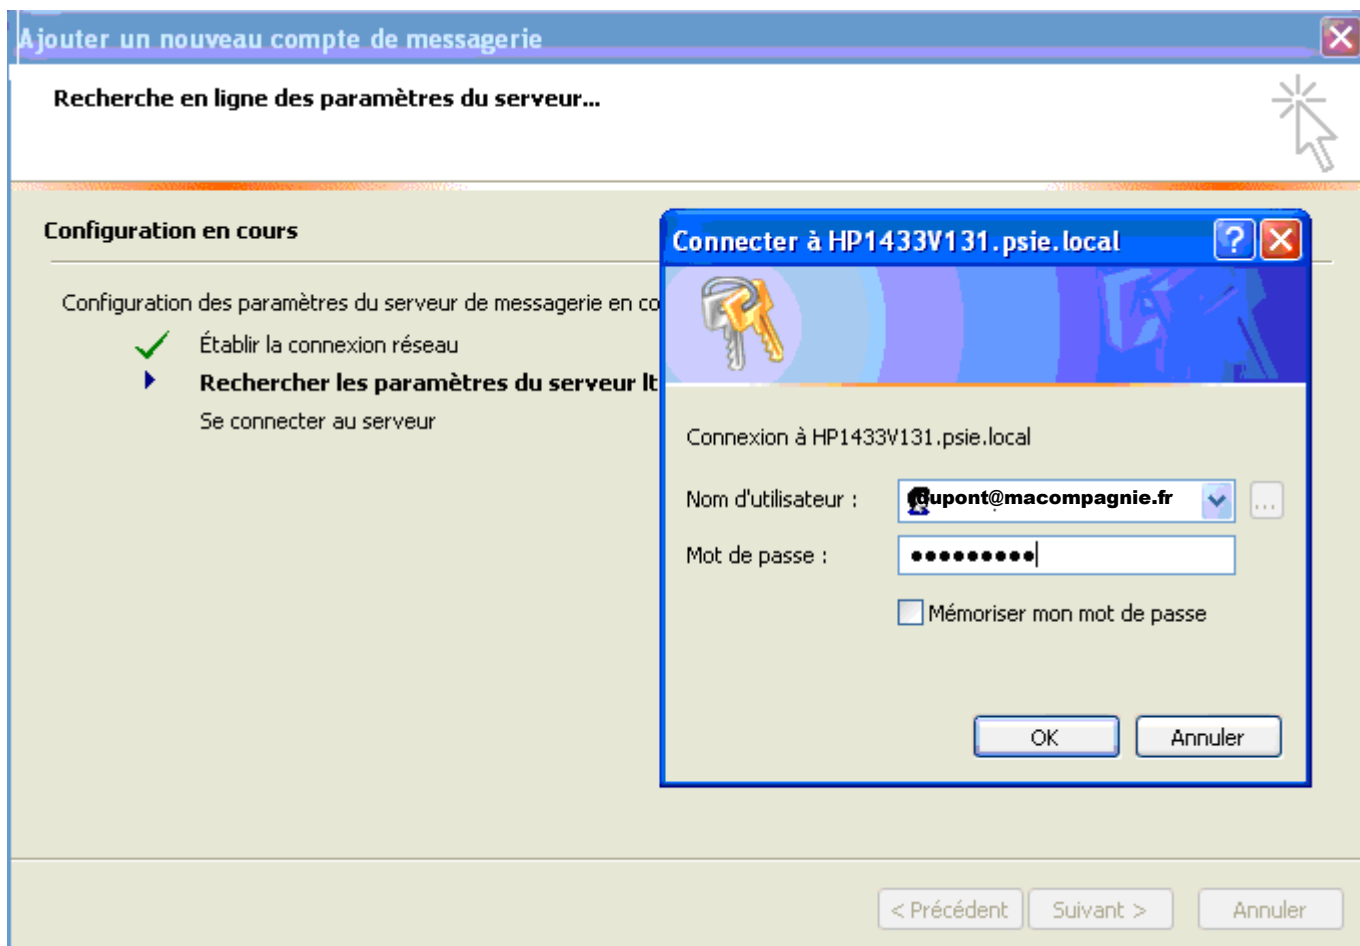 Ajouter un nouveau compte de messagerie
Recherche en ligne des paramètres du serveur...
Configuration en cours
Configuration des paramètres du serveur de messagerie en co
Établir la connexion réseau
Rechercher les paramètres du serveur lt
Se connecter au serveur
Connecter à HP1433V131.psie.local
?
Connexion à HP1433V131.psie.local
Nom d'utilisateur :
dupont@macompagnie.fr
...
Mot de passe :
●●●●●●●●●
Mémoriser mon mot de passe
OK
Annuler
< Précédent
Suivant >
Annuler